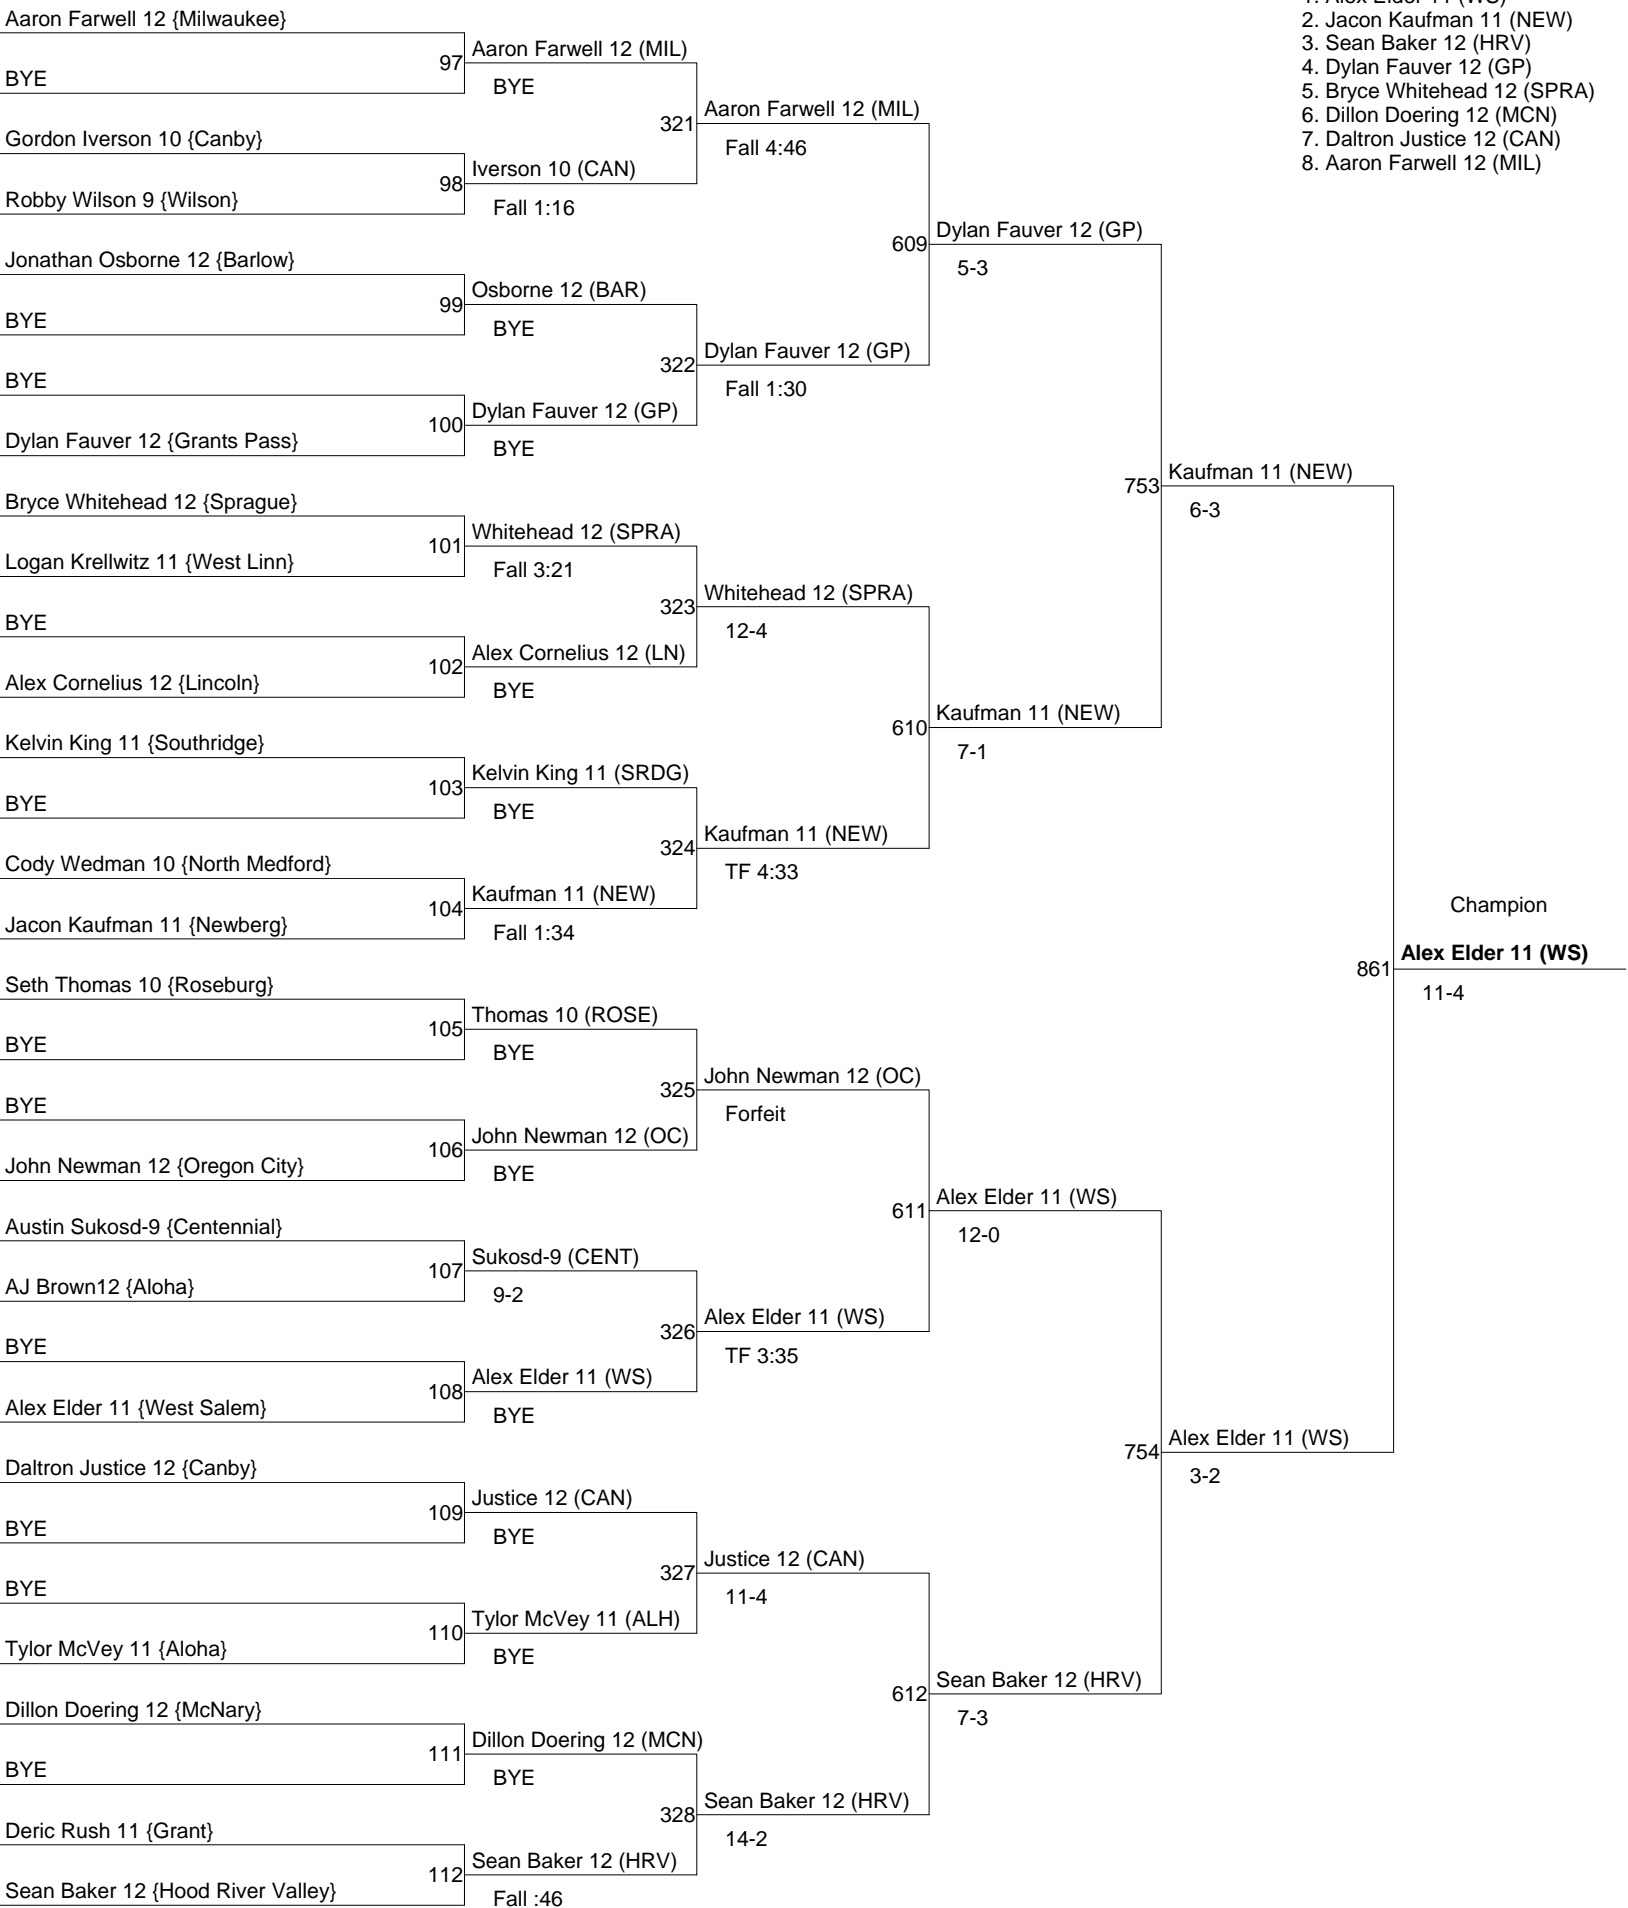 1. Alex Elder 11 (WS)
2. Jacon Kaufman 11 (NEW)
3. Sean Baker 12 (HRV)
4. Dylan Fauver 12 (GP)
5. Bryce Whitehead 12 (SPRA)
6. Dillon Doering 12 (MCN)
7. Daltron Justice 12 (CAN)
8. Aaron Farwell 12 (MIL)
Aaron Farwell 12 {Milwaukee}
BYE
97
Aaron Farwell 12 (MIL)
BYE
Gordon Iverson 10 {Canby}
Robby Wilson 9 {Wilson}
98
Iverson 10 (CAN)
Fall 1:16
321
Aaron Farwell 12 (MIL)
Fall 4:46
Jonathan Osborne 12 {Barlow}
BYE
99
Osborne 12 (BAR)
BYE
BYE
Dylan Fauver 12 {Grants Pass}
100
Dylan Fauver 12 (GP)
BYE
322
Dylan Fauver 12 (GP)
Fall 1:30
609
Dylan Fauver 12 (GP)
5-3
Bryce Whitehead 12 {Sprague}
Logan Krellwitz 11 {West Linn}
101
Whitehead 12 (SPRA)
Fall 3:21
BYE
Alex Cornelius 12 {Lincoln}
102
Alex Cornelius 12 (LN)
BYE
323
Whitehead 12 (SPRA)
12-4
Kelvin King 11 {Southridge}
BYE
103
Kelvin King 11 (SRDG)
BYE
Cody Wedman 10 {North Medford}
Jacon Kaufman 11 {Newberg}
104
Kaufman 11 (NEW)
Fall 1:34
324
Kaufman 11 (NEW)
TF 4:33
610
Kaufman 11 (NEW)
7-1
753
Kaufman 11 (NEW)
6-3
Seth Thomas 10 {Roseburg}
BYE
105
Thomas 10 (ROSE)
BYE
BYE
John Newman 12 {Oregon City}
106
John Newman 12 (OC)
BYE
325
John Newman 12 (OC)
Forfeit
Austin Sukosd-9 {Centennial}
AJ Brown12 {Aloha}
107
Sukosd-9 (CENT)
9-2
BYE
Alex Elder 11 {West Salem}
108
Alex Elder 11 (WS)
BYE
326
Alex Elder 11 (WS)
TF 3:35
611
Alex Elder 11 (WS)
12-0
Daltron Justice 12 {Canby}
BYE
109
Justice 12 (CAN)
BYE
BYE
Tylor McVey 11 {Aloha}
110
Tylor McVey 11 (ALH)
BYE
327
Justice 12 (CAN)
11-4
Dillon Doering 12 {McNary}
BYE
111
Dillon Doering 12 (MCN)
BYE
Deric Rush 11 {Grant}
Sean Baker 12 {Hood River Valley}
112
Sean Baker 12 (HRV)
Fall :46
328
Sean Baker 12 (HRV)
14-2
612
Sean Baker 12 (HRV)
7-3
754
Alex Elder 11 (WS)
3-2
Champion
861
Alex Elder 11 (WS)
11-4